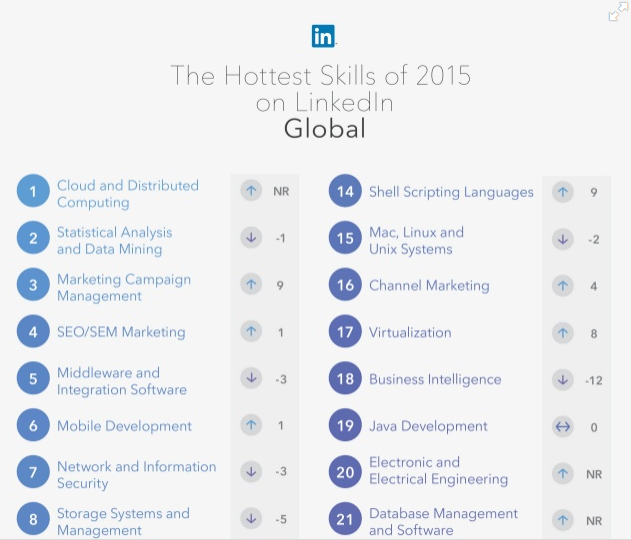 in
The Hottest Skills of 2015
on LinkedIn
Global
1 Cloud and Distributed
Computing NR
2 Statistical Analysis
and Data Mining -1
3 Marketing Campaign
Management 9
4 SEO/SEM Marketing 1
5 Middleware and
Integration Software -3
6 Mobile Development 1
7 Network and Information
Security -3
8 Storage Systems and
Management -5
14 Shell Scripting Languages 9
15 Mac, Linux and
Unix Systems -2
16 Channel Marketing 4
17 Virtualization 8
18 Business Intelligence -12
19 Java Development 0
20 Electronic and
Electrical Engineering NR
21 Database Management
and Software NR